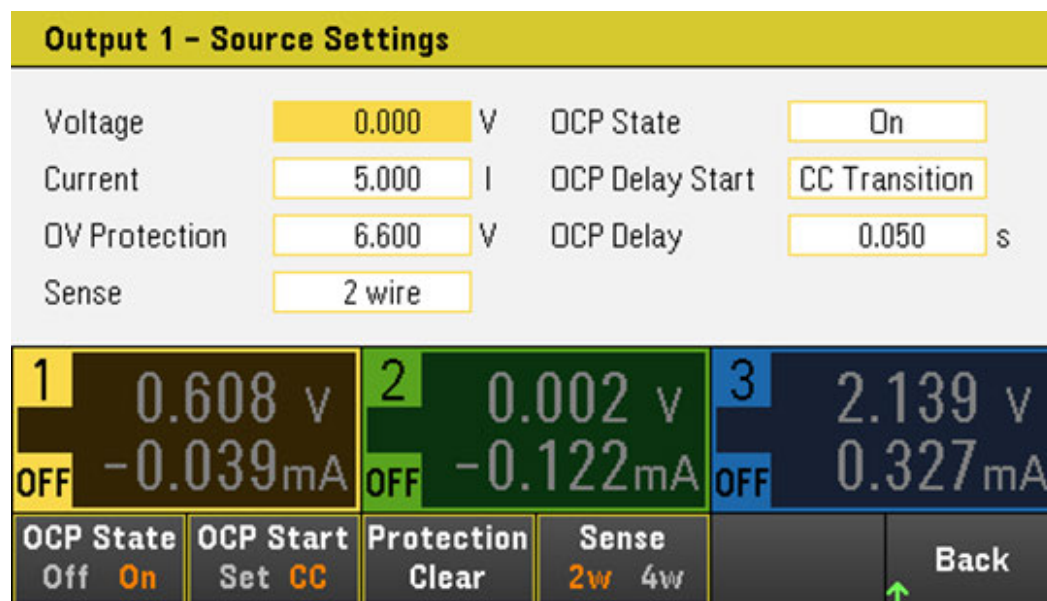 Output 1 – Source Settings
Voltage 0.000 V OCP State On
Current 5.000 I OCP Delay Start CC Transition
OV Protection 6.600 V OCP Delay 0.050 s
Sense 2 wire
1 0.608 V 2 0.002 V 3 2.139 V
OFF -0.039mA OFF -0.122mA OFF 0.327mA
OCP State OCP Start Protection Sense
Off On Set CC Clear 2w 4w Back